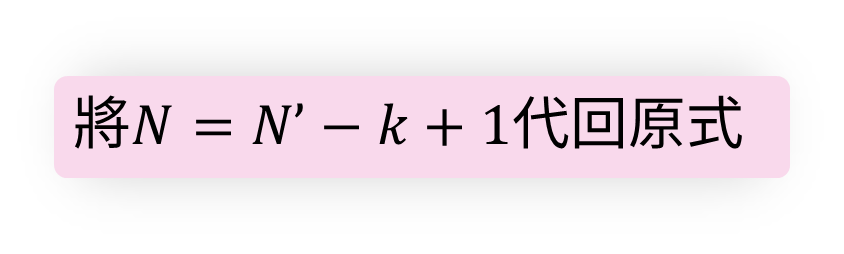 將N = N’ − k + 1代回原式